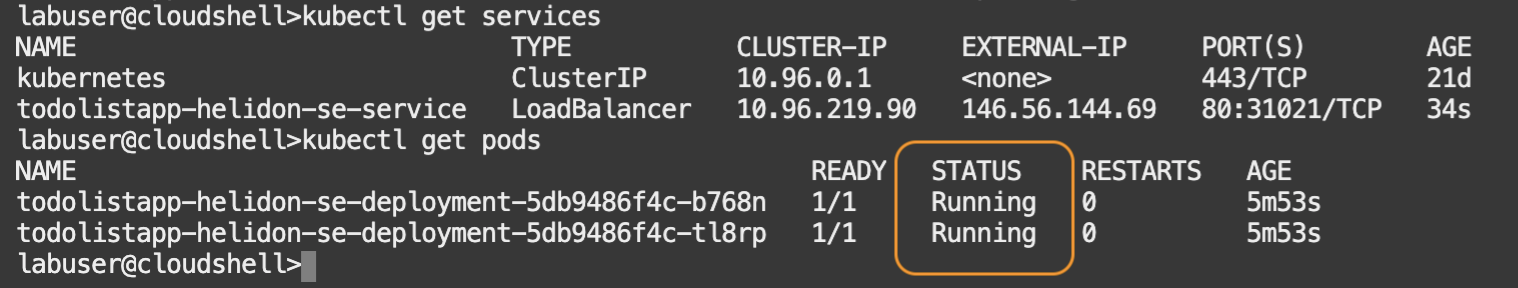 labuser@cloudshell>kubectl get services
NAME TYPE CLUSTER-IP EXTERNAL-IP PORT(S) AGE
kubernetes ClusterIP 10.96.0.1 <none> 443/TCP 21d
todolistapp-helidon-se-service LoadBalancer 10.96.219.90 146.56.144.69 80:31021/TCP 34s
labuser@cloudshell>kubectl get pods
NAME READY STATUS RESTARTS AGE
todolistapp-helidon-se-deployment-5db9486f4c-b768n 1/1 Running 0 5m53s
todolistapp-helidon-se-deployment-5db9486f4c-tl8rp 1/1 Running 0 5m53s
labuser@cloudshell>